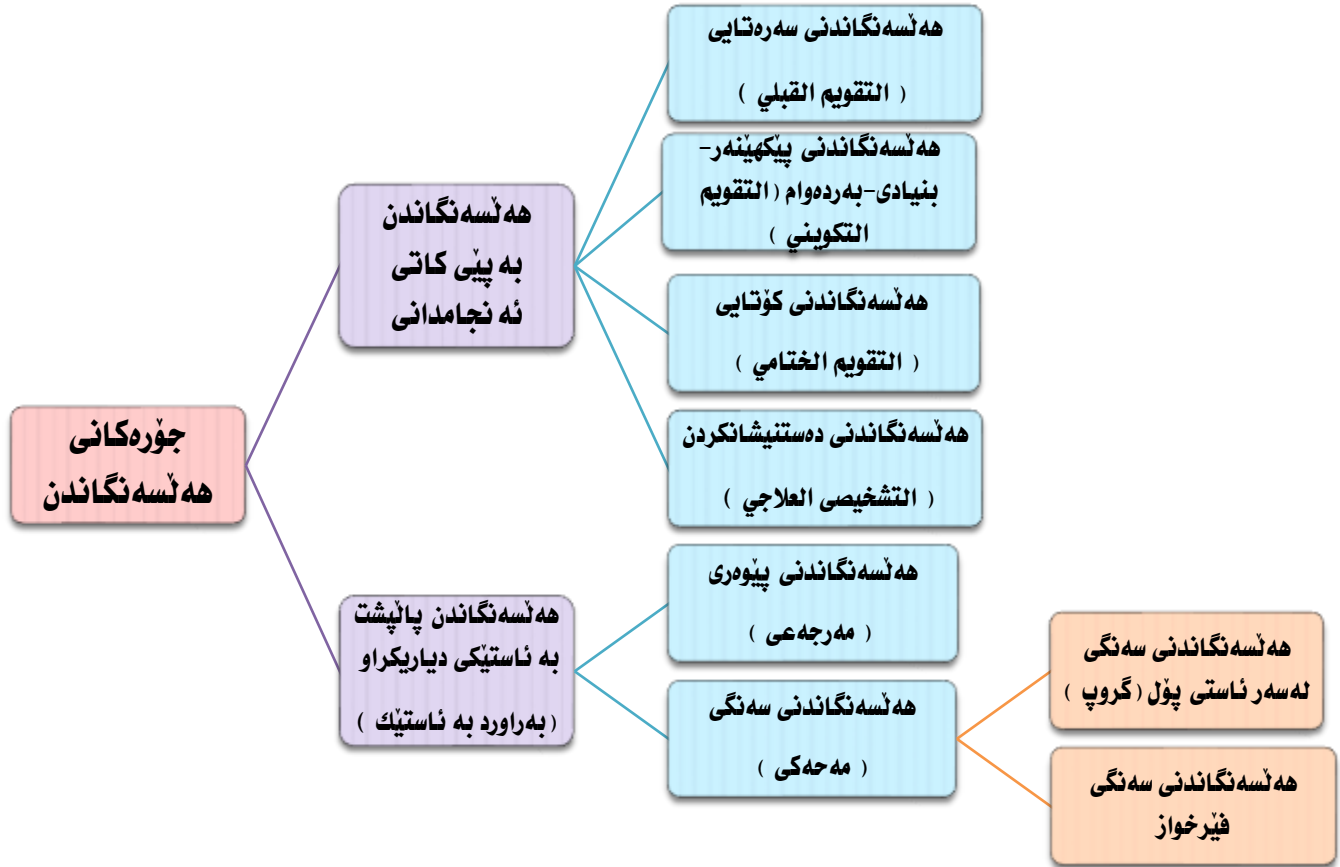 جۆرەکانی
هەڵسەنگاندن
هەڵسەنگاندن
بە پێی کاتی
ئە نجامدانی
هەڵسەنگاندنی سەرەتایی
( التقويم القبلي )
هەڵسەنگاندنی پێکهێنەر-
بنیادی-بەردەوام (التقويم
التكويني )
هەڵسەنگاندنی کۆتایی
( التقويم الختامي )
هەڵسەنگاندنی دەستنیشانکردن
( التشخيصى العلاجي )
هەڵسەنگاندن پاڵپشت
بە ئاستێکی دیاریکراو
(بەراورد بە ئاستێك )
هەڵسەنگاندنی پێوەری
( مەرجەعی )
هەڵسەنگاندنی سەنگی
( مەحەکی )
هەڵسەنگاندنی سەنگی
لەسەر ئاستی پۆل (گروپ )
هەڵسەنگاندنی سەنگی
فێرخواز